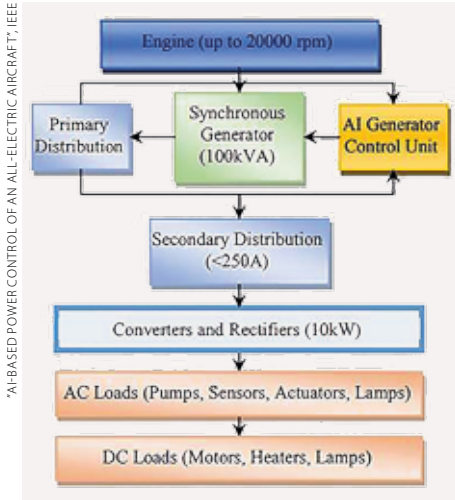 "AI-BASED POWER CONTROL OF AN ALL-ELECTRIC AIRCRAFT", IEEE
Engine (up to 20000 rpm)
Primary
Distribution
Synchronous
Generator
(100kVA)
AI Generator
Control Unit
Secondary Distribution
(<250A)
Converters and Rectifiers (10kW)
AC Loads (Pumps, Sensors, Actuators, Lamps)
DC Loads (Motors, Heaters, Lamps)